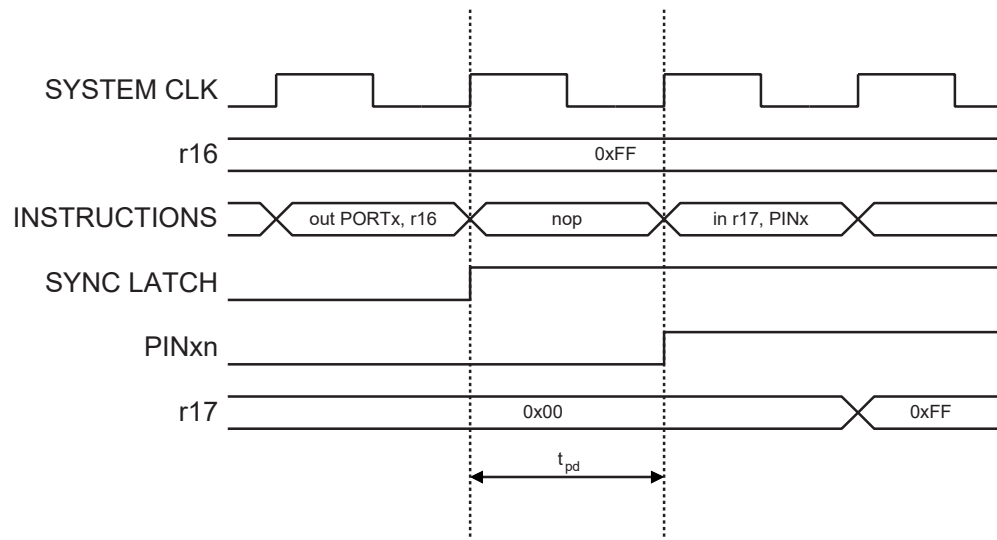 SYSTEM CLK
r16
0xFF
INSTRUCTIONS
out PORTx, r16
nop
in r17, PINx
SYNC LATCH
PINxn
r17
0x00
0xFF
tpd